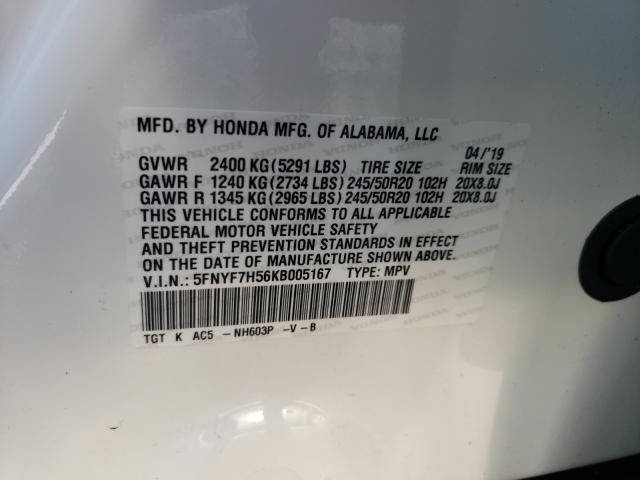 MFD. BY HONDA MFG. OF ALABAMA, LLC
04/'19
GVWR 2400 KG(5291 LBS) TIRE SIZE RIM SIZE
GAWR F 1240 KG(2734 LBS)245/50R20 102H 20X8.0J
GAWR R 1345 KG(2965 LBS)245/50R20 102H 20X8.0J
THIS VEHICLE CONFORMS TO ALL APPLICABLE
FEDERAL MOTOR VEHICLE SAFETY
AND THEFT PREVENTION STANDARDS IN EFFECT
ON THE DATE OF MANUFACTURE SHOWN ABOVE.
V.I.N.: 5FNYF7H56KB005167 TYPE: MPV
TGT K AC5 -NH603P -V-B